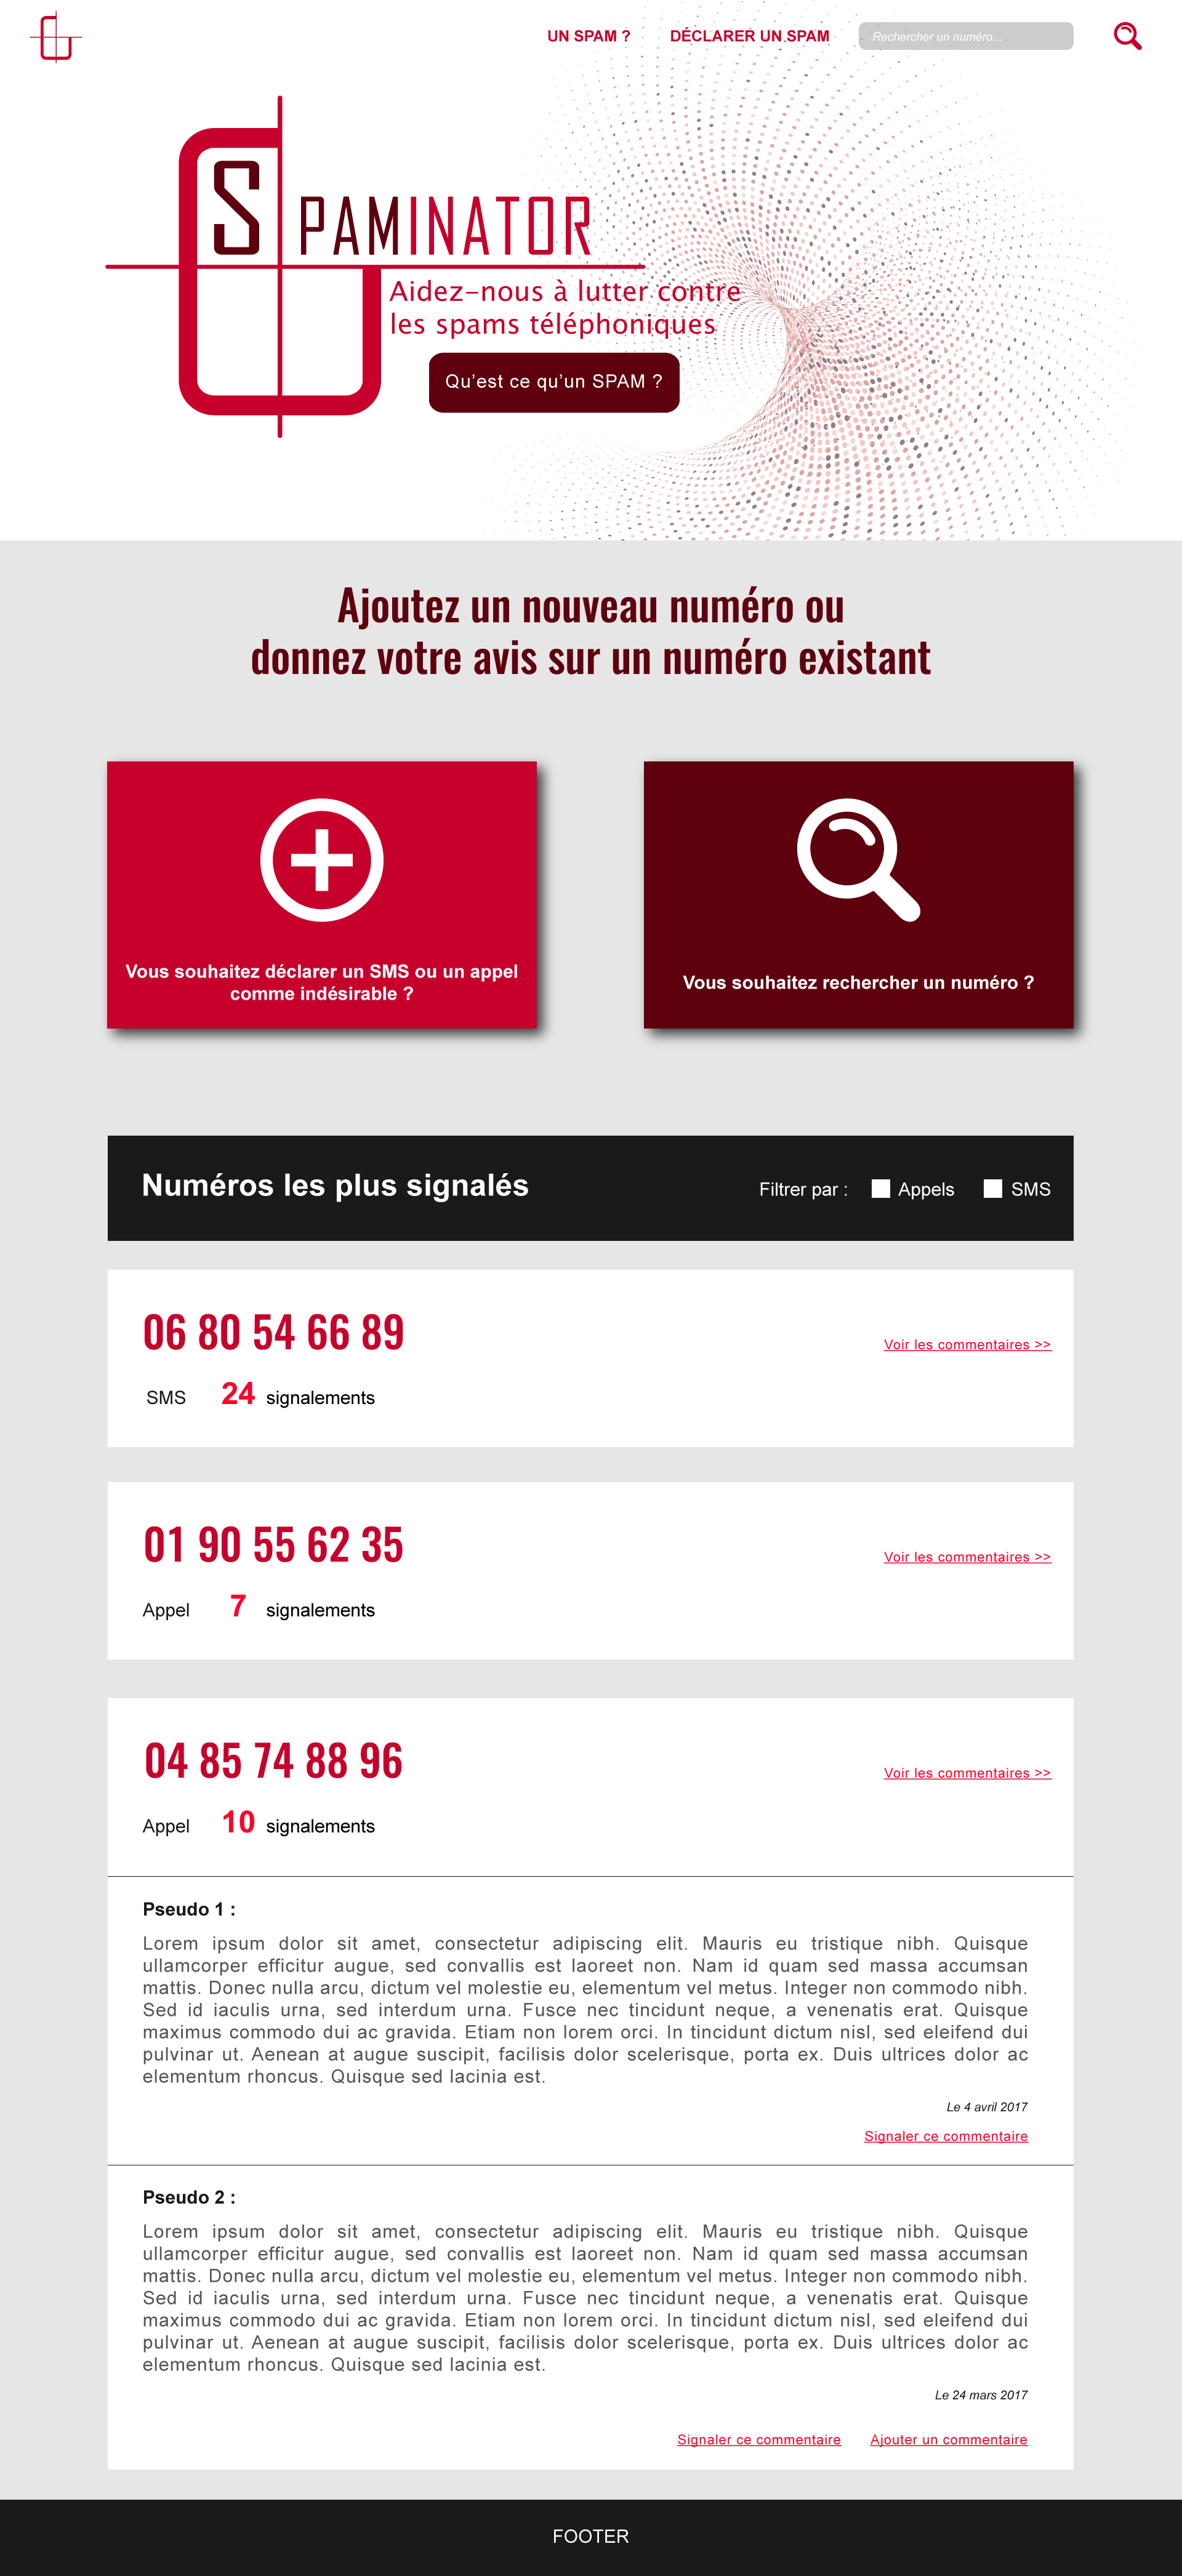 UN SPAM ?
DÉCLARER UN SPAM
Rechercher un numéro...
SPAMINATOR
Aidez-nous à lutter contre
les spams téléphoniques
Qu’est ce qu’un SPAM ?
Ajoutez un nouveau numéro ou
donnez votre avis sur un numéro existant
Vous souhaitez déclarer un SMS ou un appel
comme indésirable ?
Vous souhaitez rechercher un numéro ?
Numéros les plus signalés
Filtrer par : Appels SMS
06 80 54 66 89
Voir les commentaires >>
SMS 24 signalements
01 90 55 62 35
Voir les commentaires >>
Appel 7 signalements
04 85 74 88 96
Voir les commentaires >>
Appel 10 signalements
Pseudo 1 :
Lorem ipsum dolor sit amet, consectetur adipiscing elit. Mauris eu tristique nibh. Quisque
ullamcorper efficitur augue, sed convallis est laoreet non. Nam id quam sed massa accumsan
mattis. Donec nulla arcu, dictum vel molestie eu, elementum vel metus. Integer non commodo nibh.
Sed id iaculis urna, sed interdum urna. Fusce nec tincidunt neque, a venenatis erat. Quisque
maximus commodo dui ac gravida. Etiam non lorem orci. In tincidunt dictum nisl, sed eleifend dui
pulvinar ut. Aenean at augue suscipit, facilisis dolor scelerisque, porta ex. Duis ultrices dolor ac
elementum rhoncus. Quisque sed lacinia est.
Le 4 avril 2017
Signaler ce commentaire
Pseudo 2 :
Lorem ipsum dolor sit amet, consectetur adipiscing elit. Mauris eu tristique nibh. Quisque
ullamcorper efficitur augue, sed convallis est laoreet non. Nam id quam sed massa accumsan
mattis. Donec nulla arcu, dictum vel molestie eu, elementum vel metus. Integer non commodo nibh.
Sed id iaculis urna, sed interdum urna. Fusce nec tincidunt neque, a venenatis erat. Quisque
maximus commodo dui ac gravida. Etiam non lorem orci. In tincidunt dictum nisl, sed eleifend dui
pulvinar ut. Aenean at augue suscipit, facilisis dolor scelerisque, porta ex. Duis ultrices dolor ac
elementum rhoncus. Quisque sed lacinia est.
Le 24 mars 2017
Signaler ce commentaire
Ajouter un commentaire
FOOTER